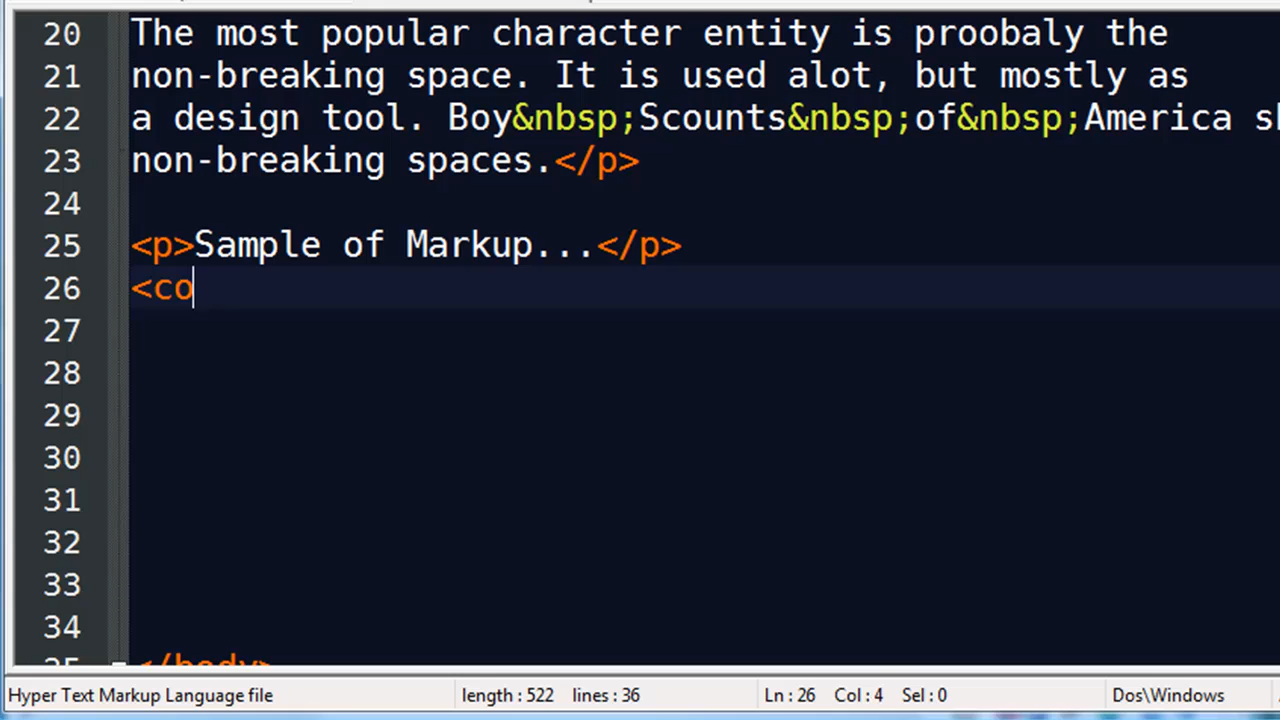 20 The most popular character entity is proobaly the
21 non-breaking space. It is used alot, but mostly as
22 a design tool. Boy&nbsp;Scounts&nbsp;of&nbsp;America
23 non-breaking spaces.</p>
24
25 <p>Sample of Markup...</p>
26 <co
27
28
29
30
31
32
33
34
35 </body>
Hyper Text Markup Language file length : 522 lines : 36 Ln : 26 Col : 4 Sel : 0 Dos\Windows